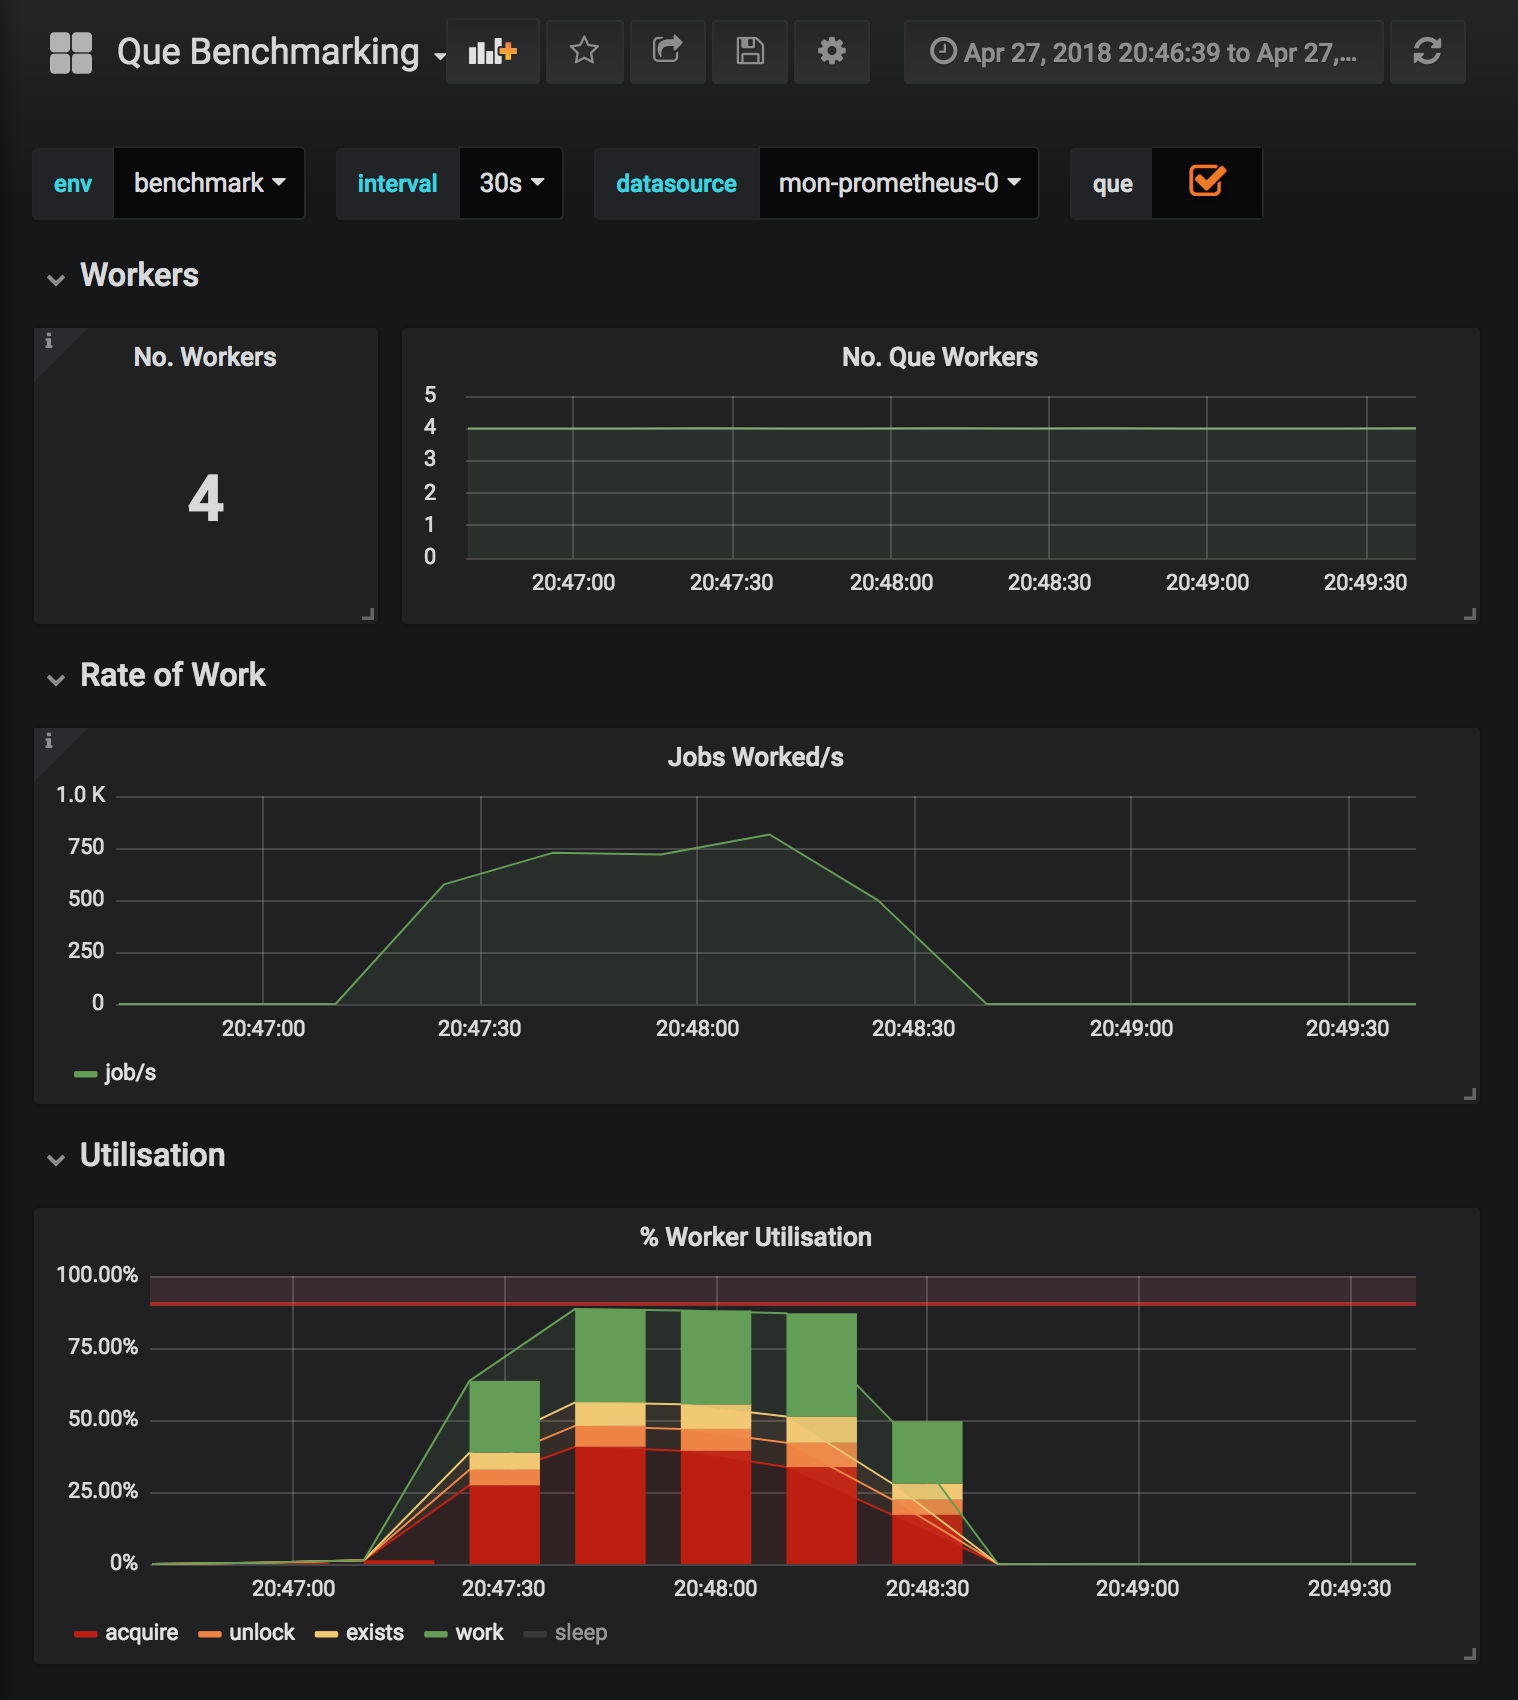 Que Benchmarking
Apr 27, 2018 20:46:39 to Apr 27,...
env benchmark interval 30s datasource mon-prometheus-0 que
Workers
i
No. Workers
4
No. Que Workers
5
4
3
2
1
0
20:47:00 20:47:30 20:48:00 20:48:30 20:49:00 20:49:30
Rate of Work
i
Jobs Worked/s
1.0 K
750
500
250
0
20:47:00 20:47:30 20:48:00 20:48:30 20:49:00 20:49:30
job/s
Utilisation
% Worker Utilisation
100.00%
75.00%
50.00%
25.00%
0%
20:47:00 20:47:30 20:48:00 20:48:30 20:49:00 20:49:30
acquire unlock exists work sleep